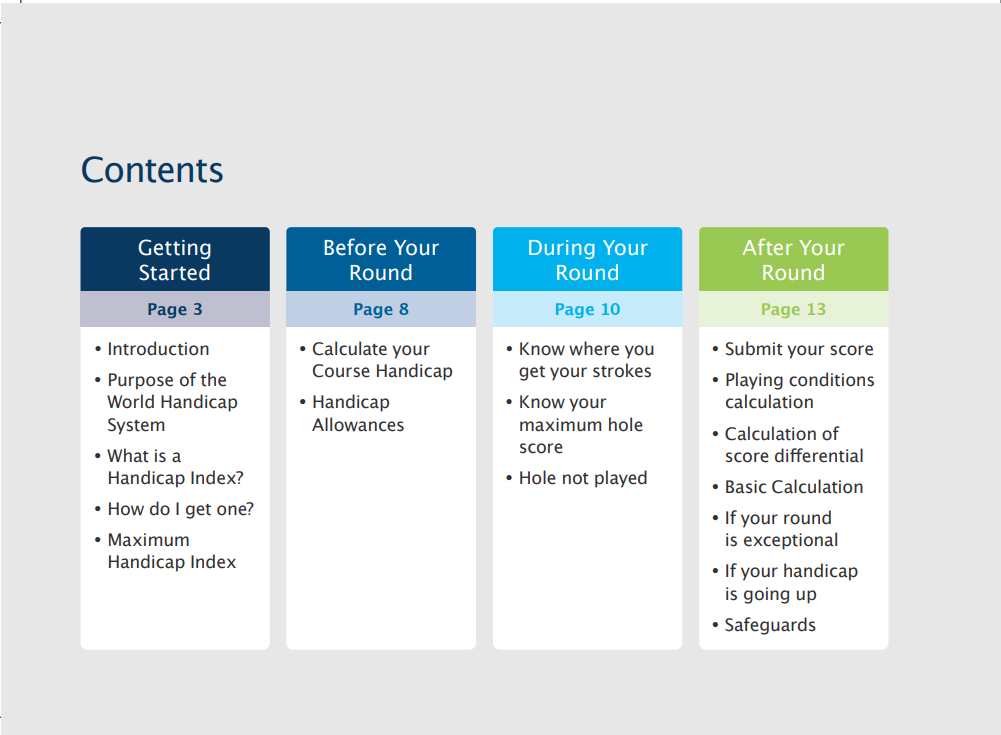 Contents
Getting
Started
Page 3
• Introduction
• Purpose of the
World Handicap
System
• What is a
Handicap Index?
• How do I get one?
• Maximum
Handicap Index
Before Your
Round
Page 8
• Calculate your
Course Handicap
• Handicap
Allowances
During Your
Round
Page 10
• Know where you
get your strokes
• Know your
maximum hole
score
• Hole not played
After Your
Round
Page 13
• Submit your score
• Playing conditions
calculation
• Calculation of
score differential
• Basic Calculation
• If your round
is exceptional
• If your handicap
is going up
• Safeguards